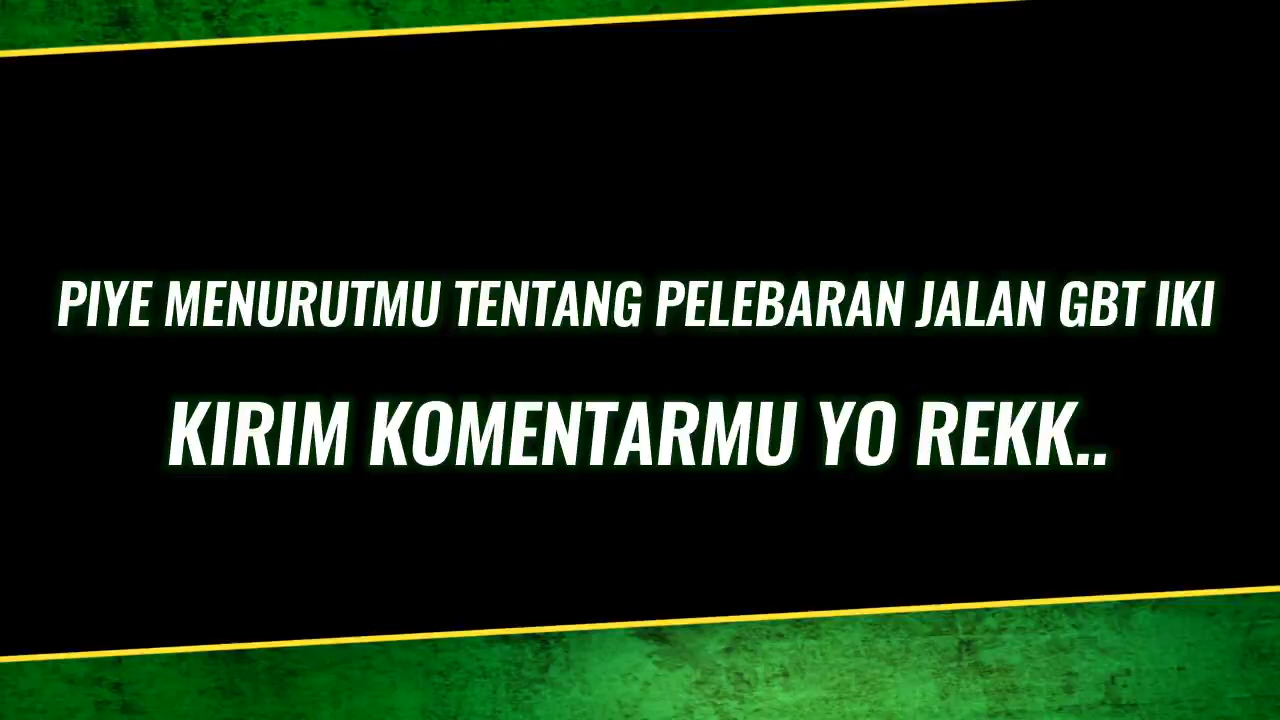 PIYE MENURUTMU TENTANG PELEBARAN JALAN GBT IKI
KIRIM KOMENTARMU YO REKK..